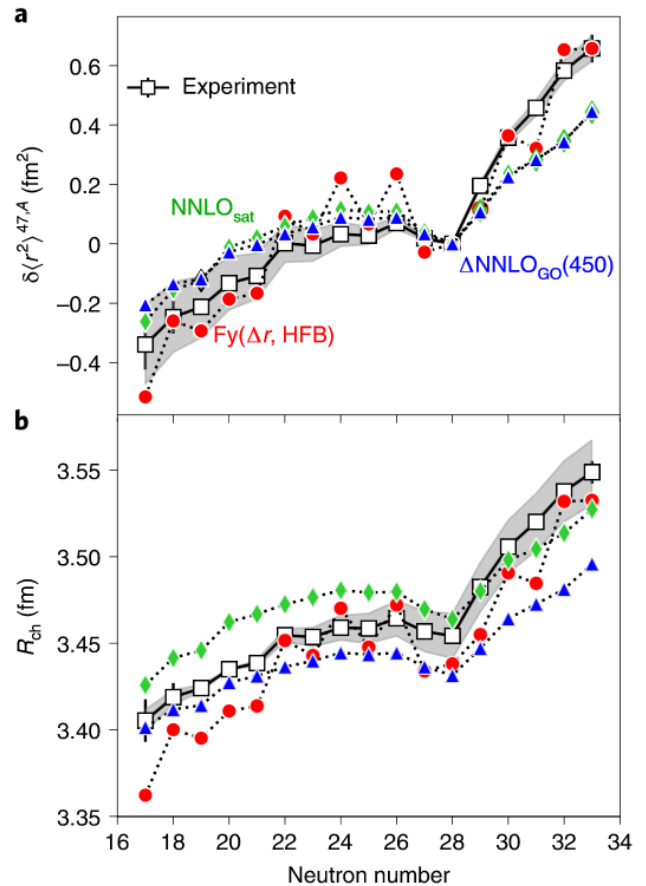 a
δ⟨r²⟩⁴⁷,ᴬ (fm²)
0.6
0.4
0.2
0
−0.2
−0.4
Experiment
NNLOsat
ΔNNLOGO(450)
Fy(Δr, HFB)
b
Rch (fm)
3.55
3.50
3.45
3.40
3.35
16 18 20 22 24 26 28 30 32 34
Neutron number